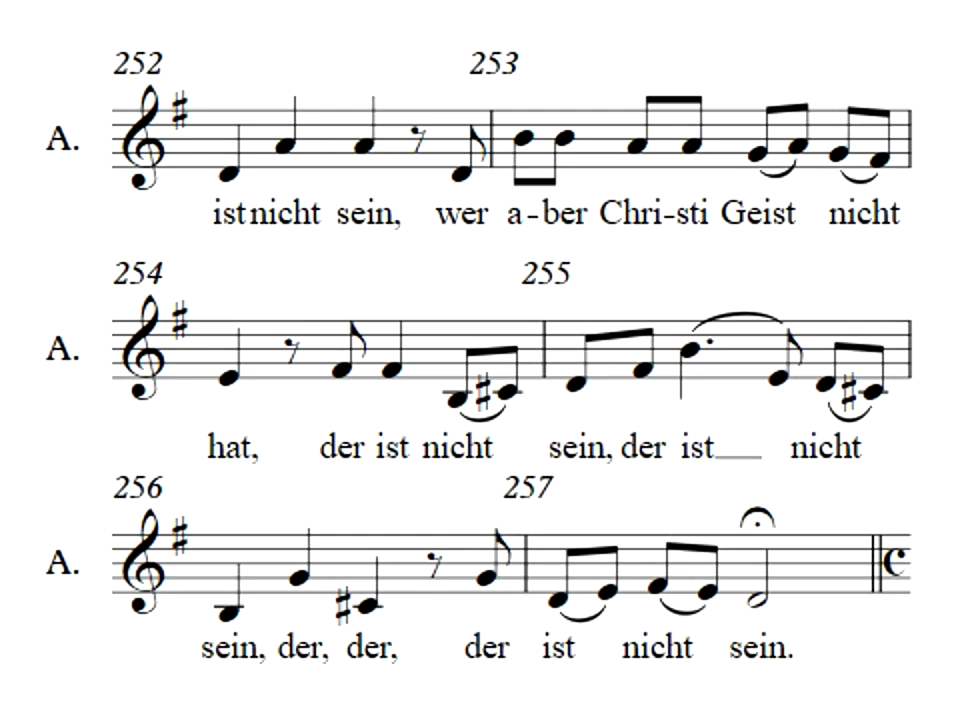 252 253
A.
ist nicht sein, wer a-ber Chri-sti Geist nicht
254 255
A.
hat, der ist nicht sein, der ist__ nicht
256 257
A.
sein, der, der, der ist nicht sein.